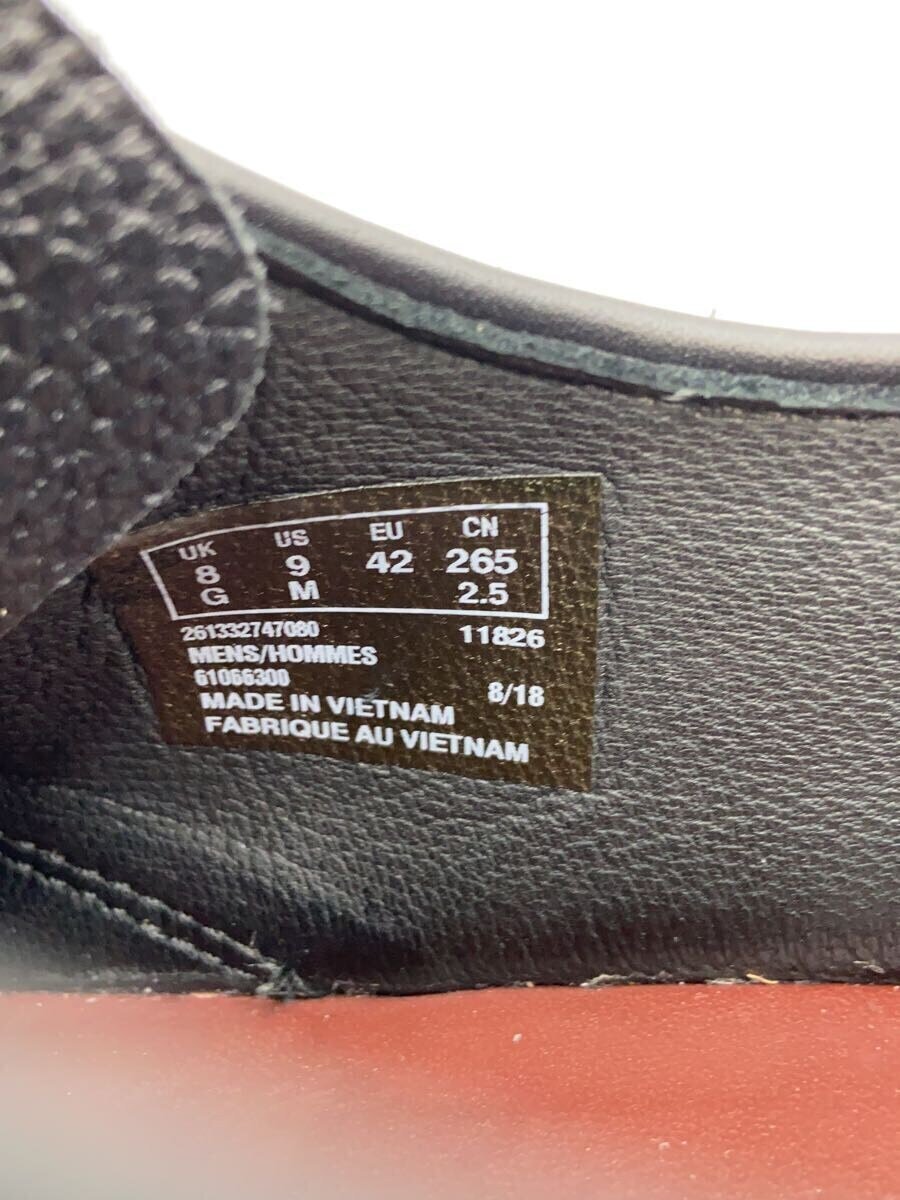 UK US EU CN
8 9 42 265
G M 2.5
261332747080 11826
MENS/HOMMES
61066300 8/18
MADE IN VIETNAM
FABRIQUE AU VIETNAM